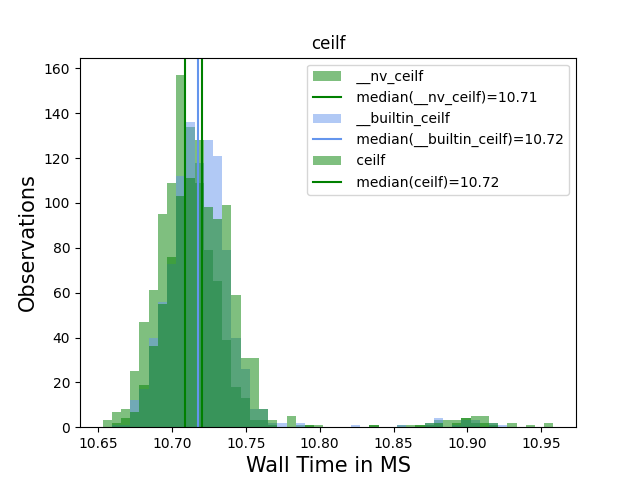 ceilf
160
140
120
100
80
60
40
20
0
Observations
__nv_ceilf
median(__nv_ceilf)=10.71
__builtin_ceilf
median(__builtin_ceilf)=10.72
ceilf
median(ceilf)=10.72
10.65 10.70 10.75 10.80 10.85 10.90 10.95
Wall Time in MS